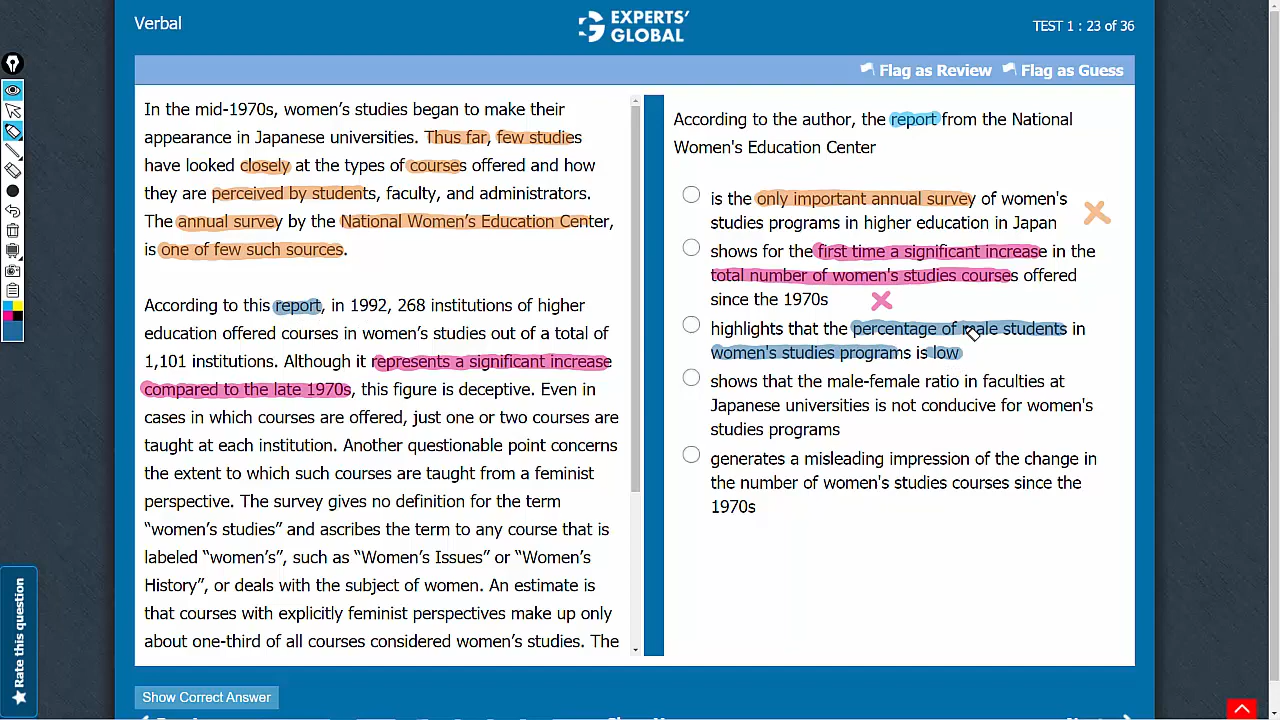 Verbal
EXPERTS'
GLOBAL
TEST 1 : 23 of 36
Flag as Review
Flag as Guess
In the mid-1970s, women's studies began to make their
appearance in Japanese universities. Thus far, few studies
have looked closely at the types of courses offered and how
they are perceived by students, faculty, and administrators.
The annual survey by the National Women's Education Center,
is one of few such sources.
According to this report, in 1992, 268 institutions of higher
education offered courses in women's studies out of a total of
1,101 institutions. Although it represents a significant increase
compared to the late 1970s, this figure is deceptive. Even in
cases in which courses are offered, just one or two courses are
taught at each institution. Another questionable point concerns
the extent to which such courses are taught from a feminist
perspective. The survey gives no definition for the term
“women's studies” and ascribes the term to any course that is
labeled “women's”, such as “Women's Issues” or “Women's
History”, or deals with the subject of women. An estimate is
that courses with explicitly feminist perspectives make up only
about one-third of all courses considered women's studies. The
According to the author, the report from the National
Women's Education Center
is the only important annual survey of women's
studies programs in higher education in Japan
shows for the first time a significant increase in the
total number of women's studies courses offered
since the 1970s
highlights that the percentage of male students in
women's studies programs is low
shows that the male-female ratio in faculties at
Japanese universities is not conducive for women's
studies programs
generates a misleading impression of the change in
the number of women's studies courses since the
1970s
Rate this question
Show Correct Answer